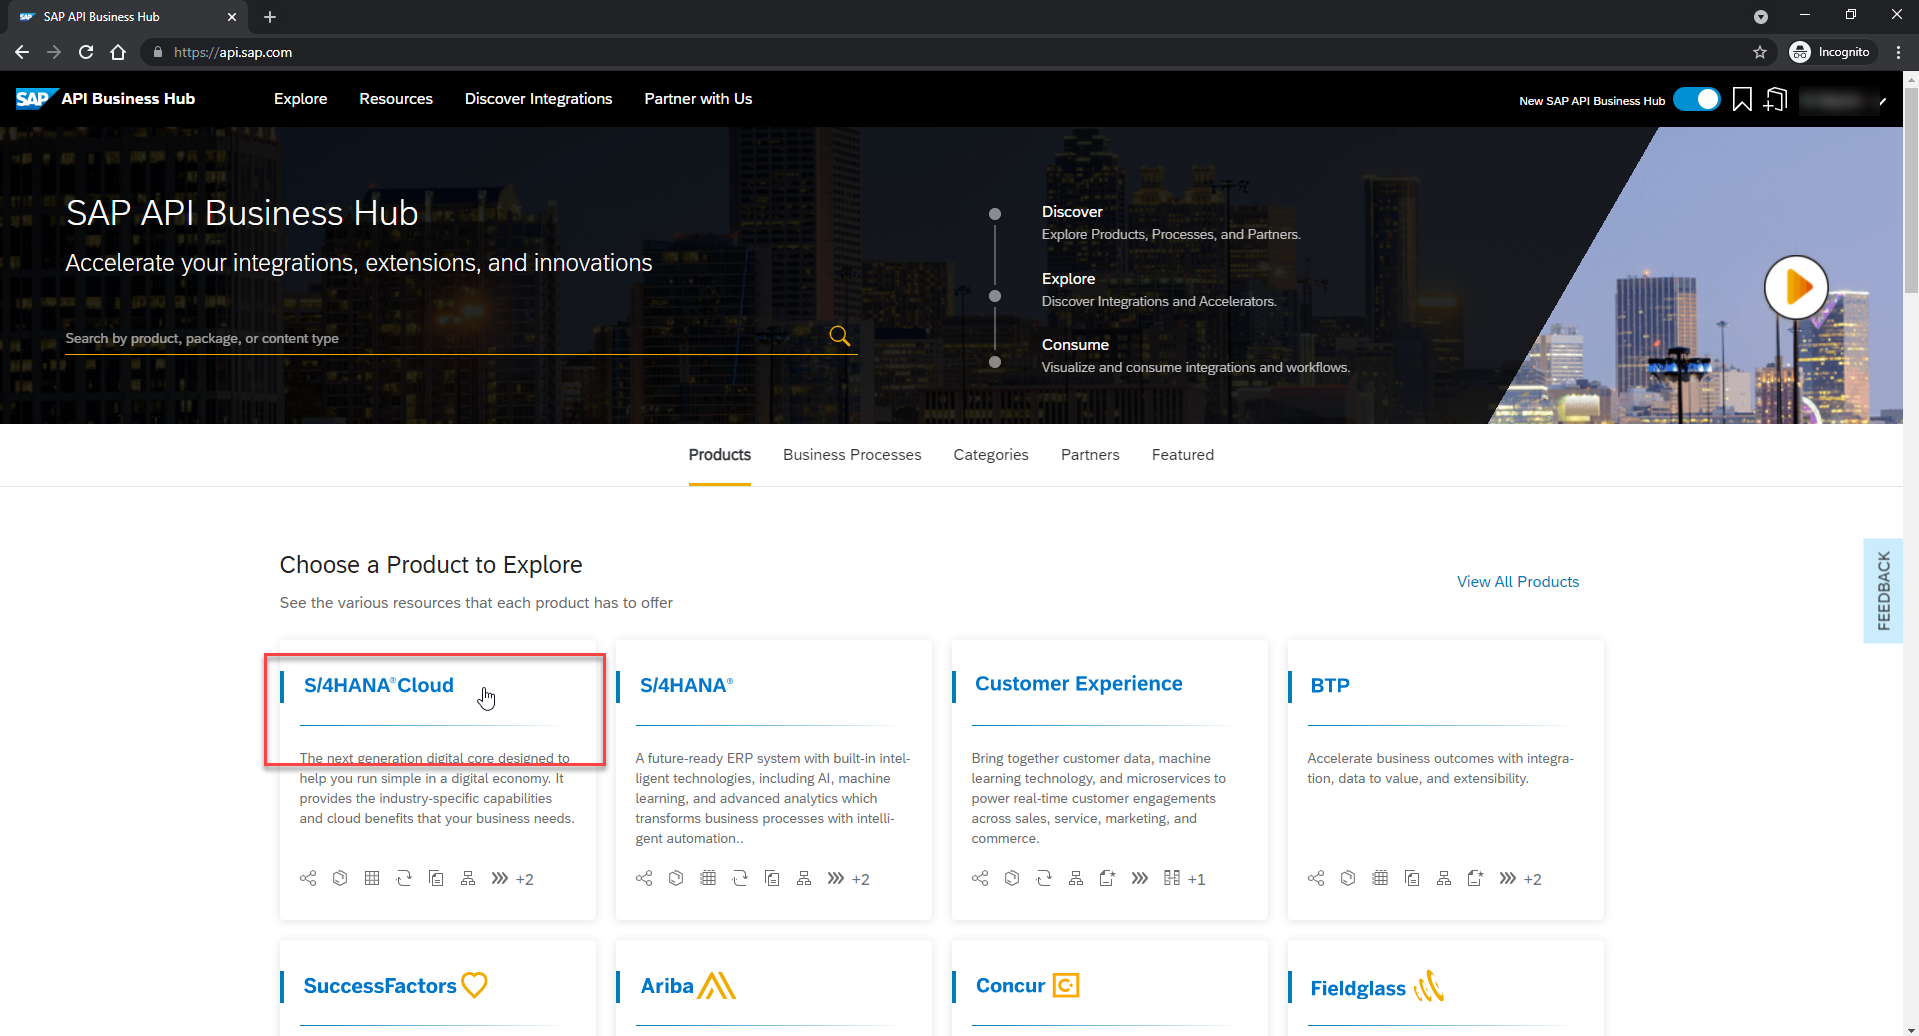 SAP API Business Hub
https://api.sap.com
Incognito
SAP API Business Hub
Explore
Resources
Discover Integrations
Partner with Us
New SAP API Business Hub
SAP API Business Hub
Accelerate your integrations, extensions, and innovations
Search by product, package, or content type
Discover
Explore Products, Processes, and Partners.
Explore
Discover Integrations and Accelerators.
Consume
Visualize and consume integrations and workflows.
Products
Business Processes
Categories
Partners
Featured
Choose a Product to Explore
See the various resources that each product has to offer
View All Products
FEEDBACK
S/4HANA® Cloud
The next generation digital core designed to
help you run simple in a digital economy. It
provides the industry-specific capabilities
and cloud benefits that your business needs.
+2
S/4HANA®
A future-ready ERP system with built-in intel-
ligent technologies, including AI, machine
learning, and advanced analytics which
transforms business processes with intelli-
gent automation..
+2
Customer Experience
Bring together customer data, machine
learning technology, and microservices to
power real-time customer engagements
across sales, service, marketing, and
commerce.
+1
BTP
Accelerate business outcomes with integra-
tion, data to value, and extensibility.
+2
SuccessFactors
Ariba
Concur
Fieldglass